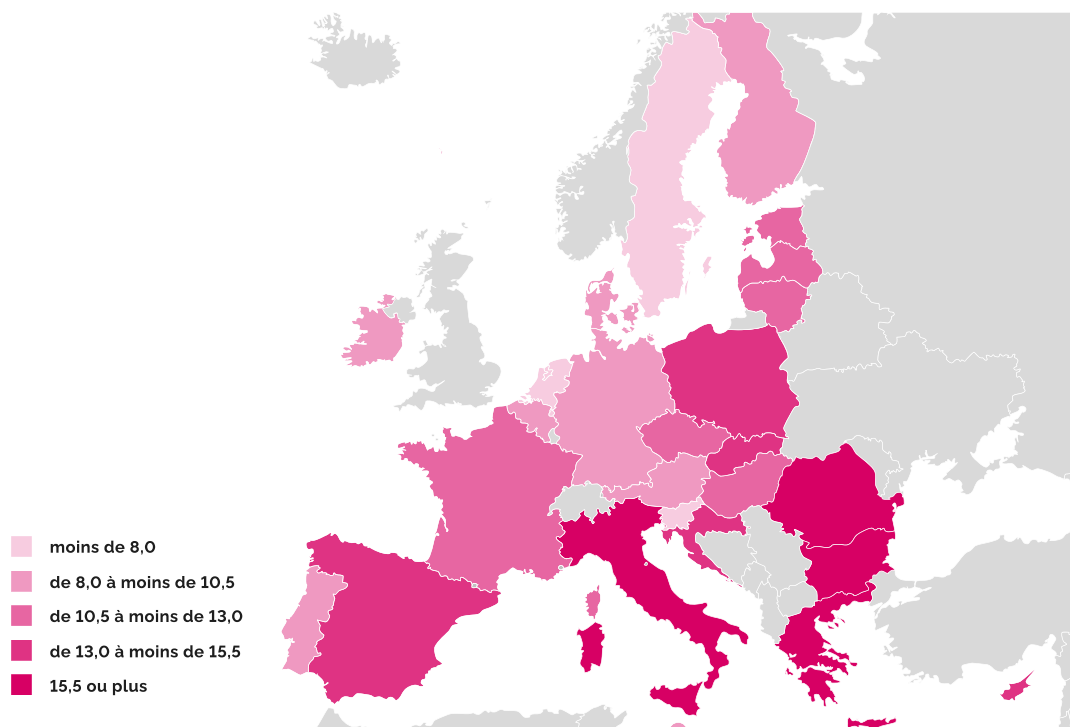 moins de 8,0
de 8,0 à moins de 10,5
de 10,5 à moins de 13,0
de 13,0 à moins de 15,5
15,5 ou plus